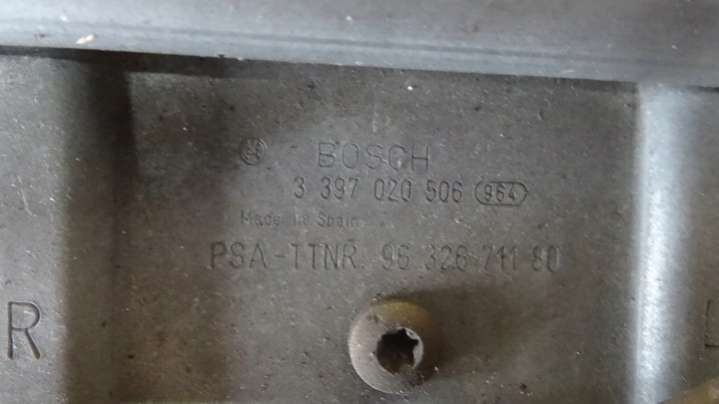 BOSCH
3 397 020 506 964
Made in Spain
PSA-TTNR. 96 326 711 80
R